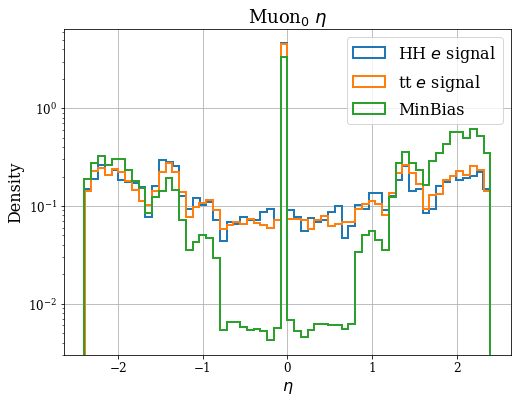 Muon₀ η
HH e signal
tt e signal
MinBias
Density
10⁰
10⁻¹
10⁻²
−2
−1
0
1
2
η